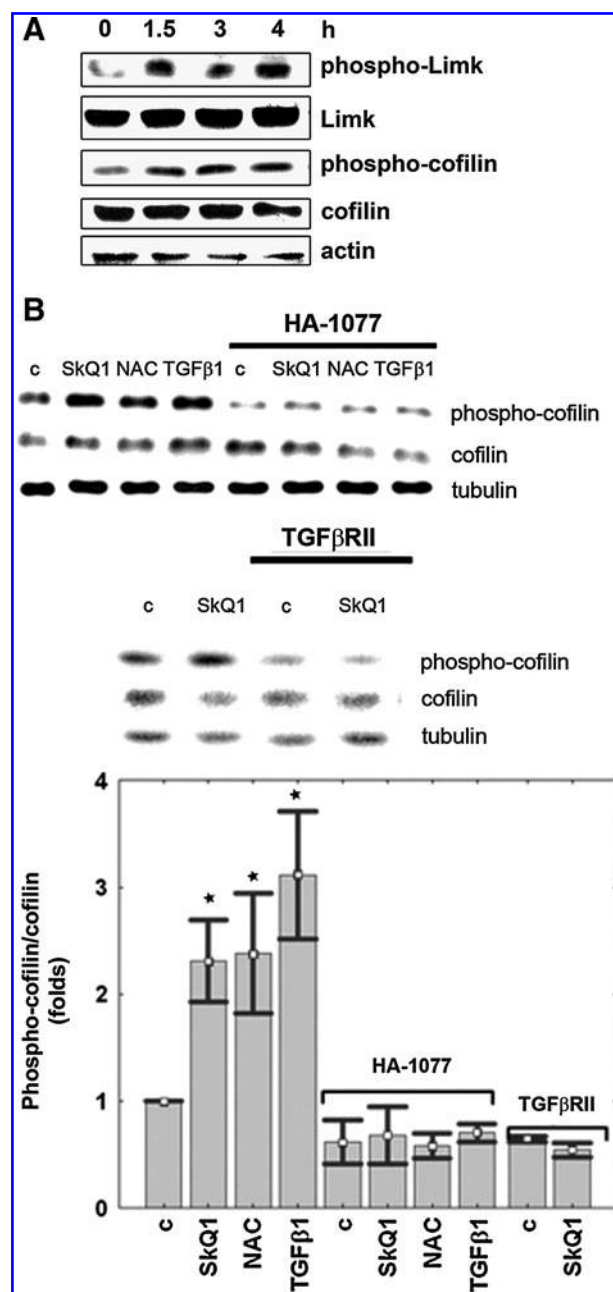 A 0 1.5 3 4 h
phospho-Limk
Limk
phospho-cofilin
cofilin
actin
B
HA-1077
c SkQ1 NAC TGFβ1 c SkQ1 NAC TGFβ1
phospho-cofilin
cofilin
tubulin
TGFβRII
c SkQ1 c SkQ1
phospho-cofilin
cofilin
tubulin
Phospho-cofilin/cofilin
(folds)
4
3
2
1
0
HA-1077
TGFβRII
c SkQ1 NAC TGFβ1 c SkQ1 NAC TGFβ1 c SkQ1